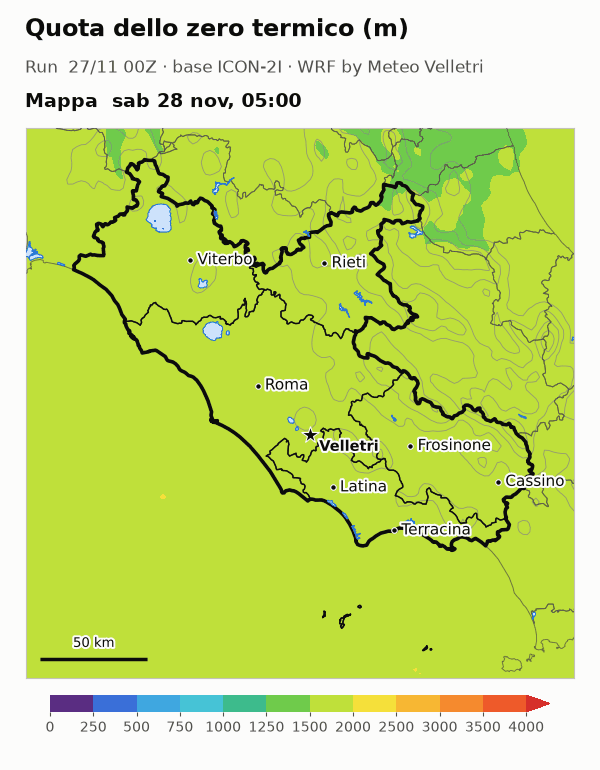 Quota dello zero termico (m)
Run  27/11 00Z · base ICON-2I · WRF by Meteo Velletri
Mappa  sab 28 nov, 05:00
Viterbo
Rieti
Roma
Velletri
Frosinone
Latina
Cassino
Terracina
50 km
0 250 500 750 1000 1250 1500 2000 2500 3000 3500 4000